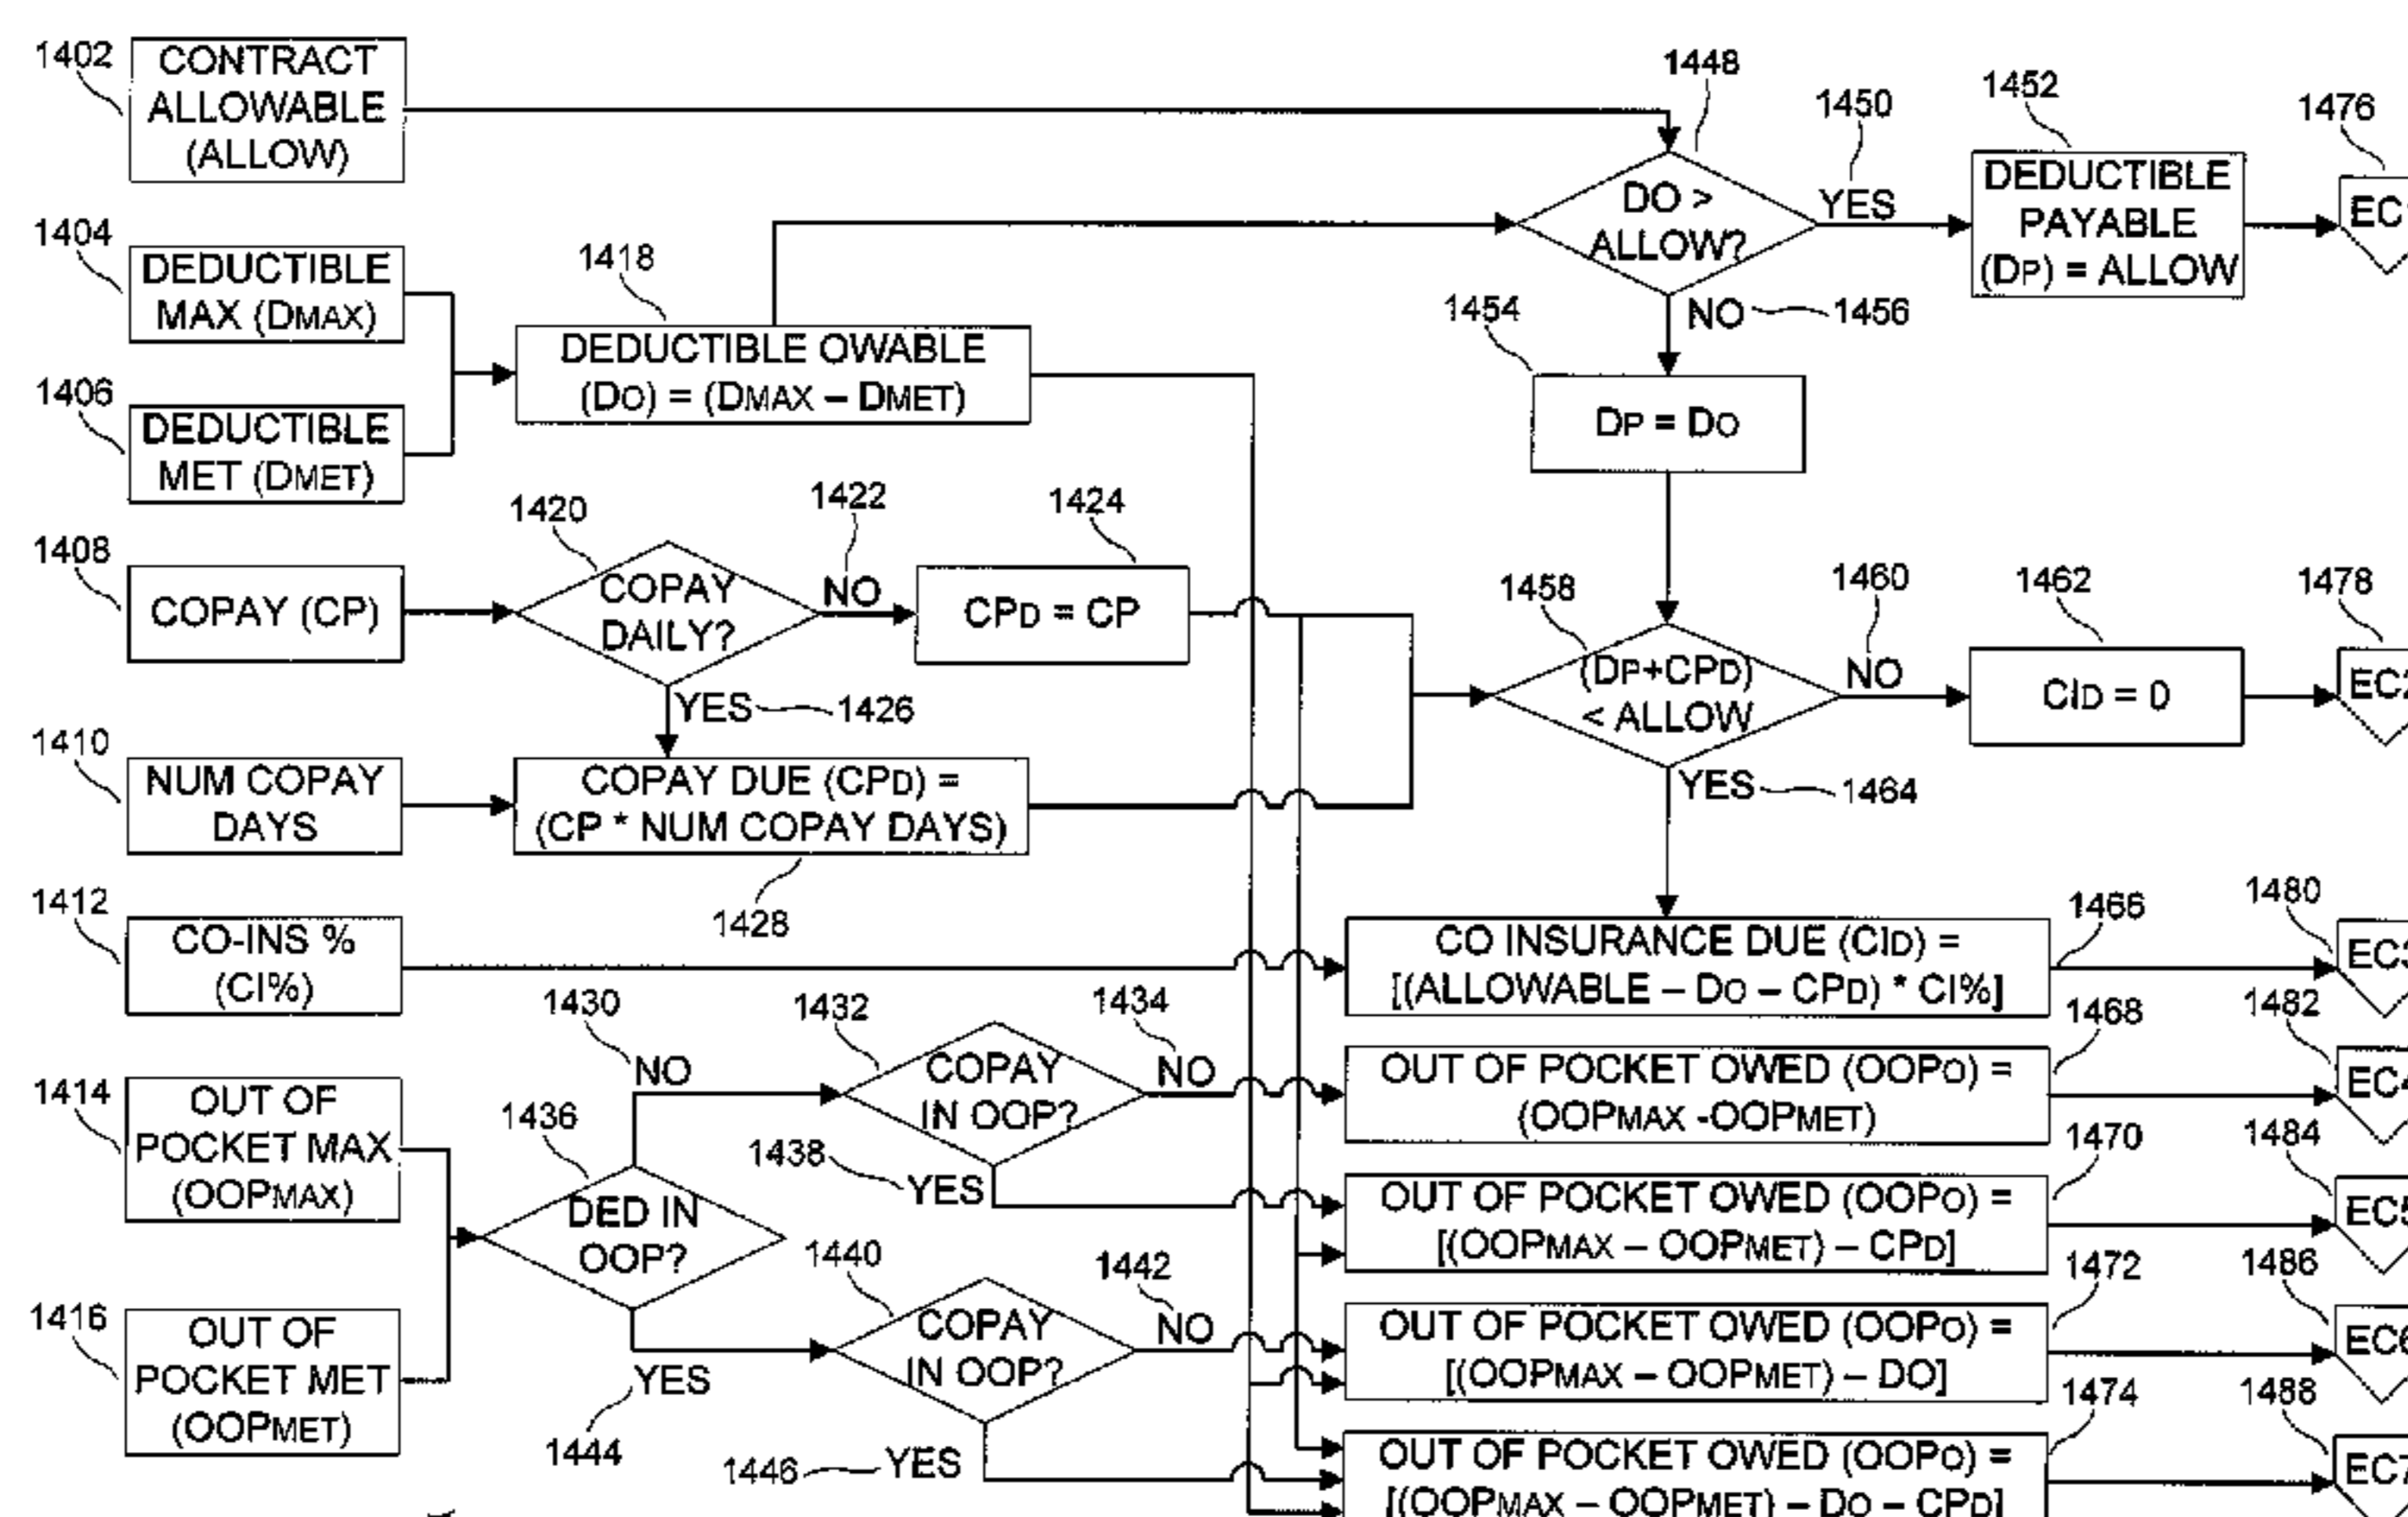 1402
CONTRACT
ALLOWABLE
(ALLOW)
1404
DEDUCTIBLE
MAX (DMAX)
1406
DEDUCTIBLE
MET (DMET)
1418
DEDUCTIBLE OWABLE
(DO) = (DMAX – DMET)
1448
DO >
ALLOW?
1450
YES
1452
DEDUCTIBLE
PAYABLE
(DP) = ALLOW
1476
EC1
NO
1456
1454
DP = DO
1408
COPAY (CP)
1420
COPAY
DAILY?
1422
NO
1424
CPD = CP
YES
1426
1410
NUM COPAY
DAYS
COPAY DUE (CPD) =
(CP * NUM COPAY DAYS)
1428
1458
(DP+CPD)
< ALLOW
1460
NO
1462
CID = 0
1478
EC2
YES
1464
1412
CO-INS %
(CI%)
CO INSURANCE DUE (CID) =
[(ALLOWABLE – DO – CPD) * CI%]
1466
1480
EC3
1414
OUT OF
POCKET MAX
(OOPMAX)
1416
OUT OF
POCKET MET
(OOPMET)
1436
DED IN
OOP?
1430
NO
1432
COPAY
IN OOP?
1434
NO
1438
YES
1444
YES
1440
COPAY
IN OOP?
1442
NO
1446
YES
OUT OF POCKET OWED (OOPO) =
(OOPMAX -OOPMET)
1468
1482
EC4
OUT OF POCKET OWED (OOPO) =
[(OOPMAX – OOPMET) – CPD]
1470
1484
EC5
OUT OF POCKET OWED (OOPO) =
[(OOPMAX – OOPMET) – DO]
1472
1486
EC6
OUT OF POCKET OWED (OOPO) =
[(OOPMAX – OOPMET) – DO – CPD]
1474
1488
EC7